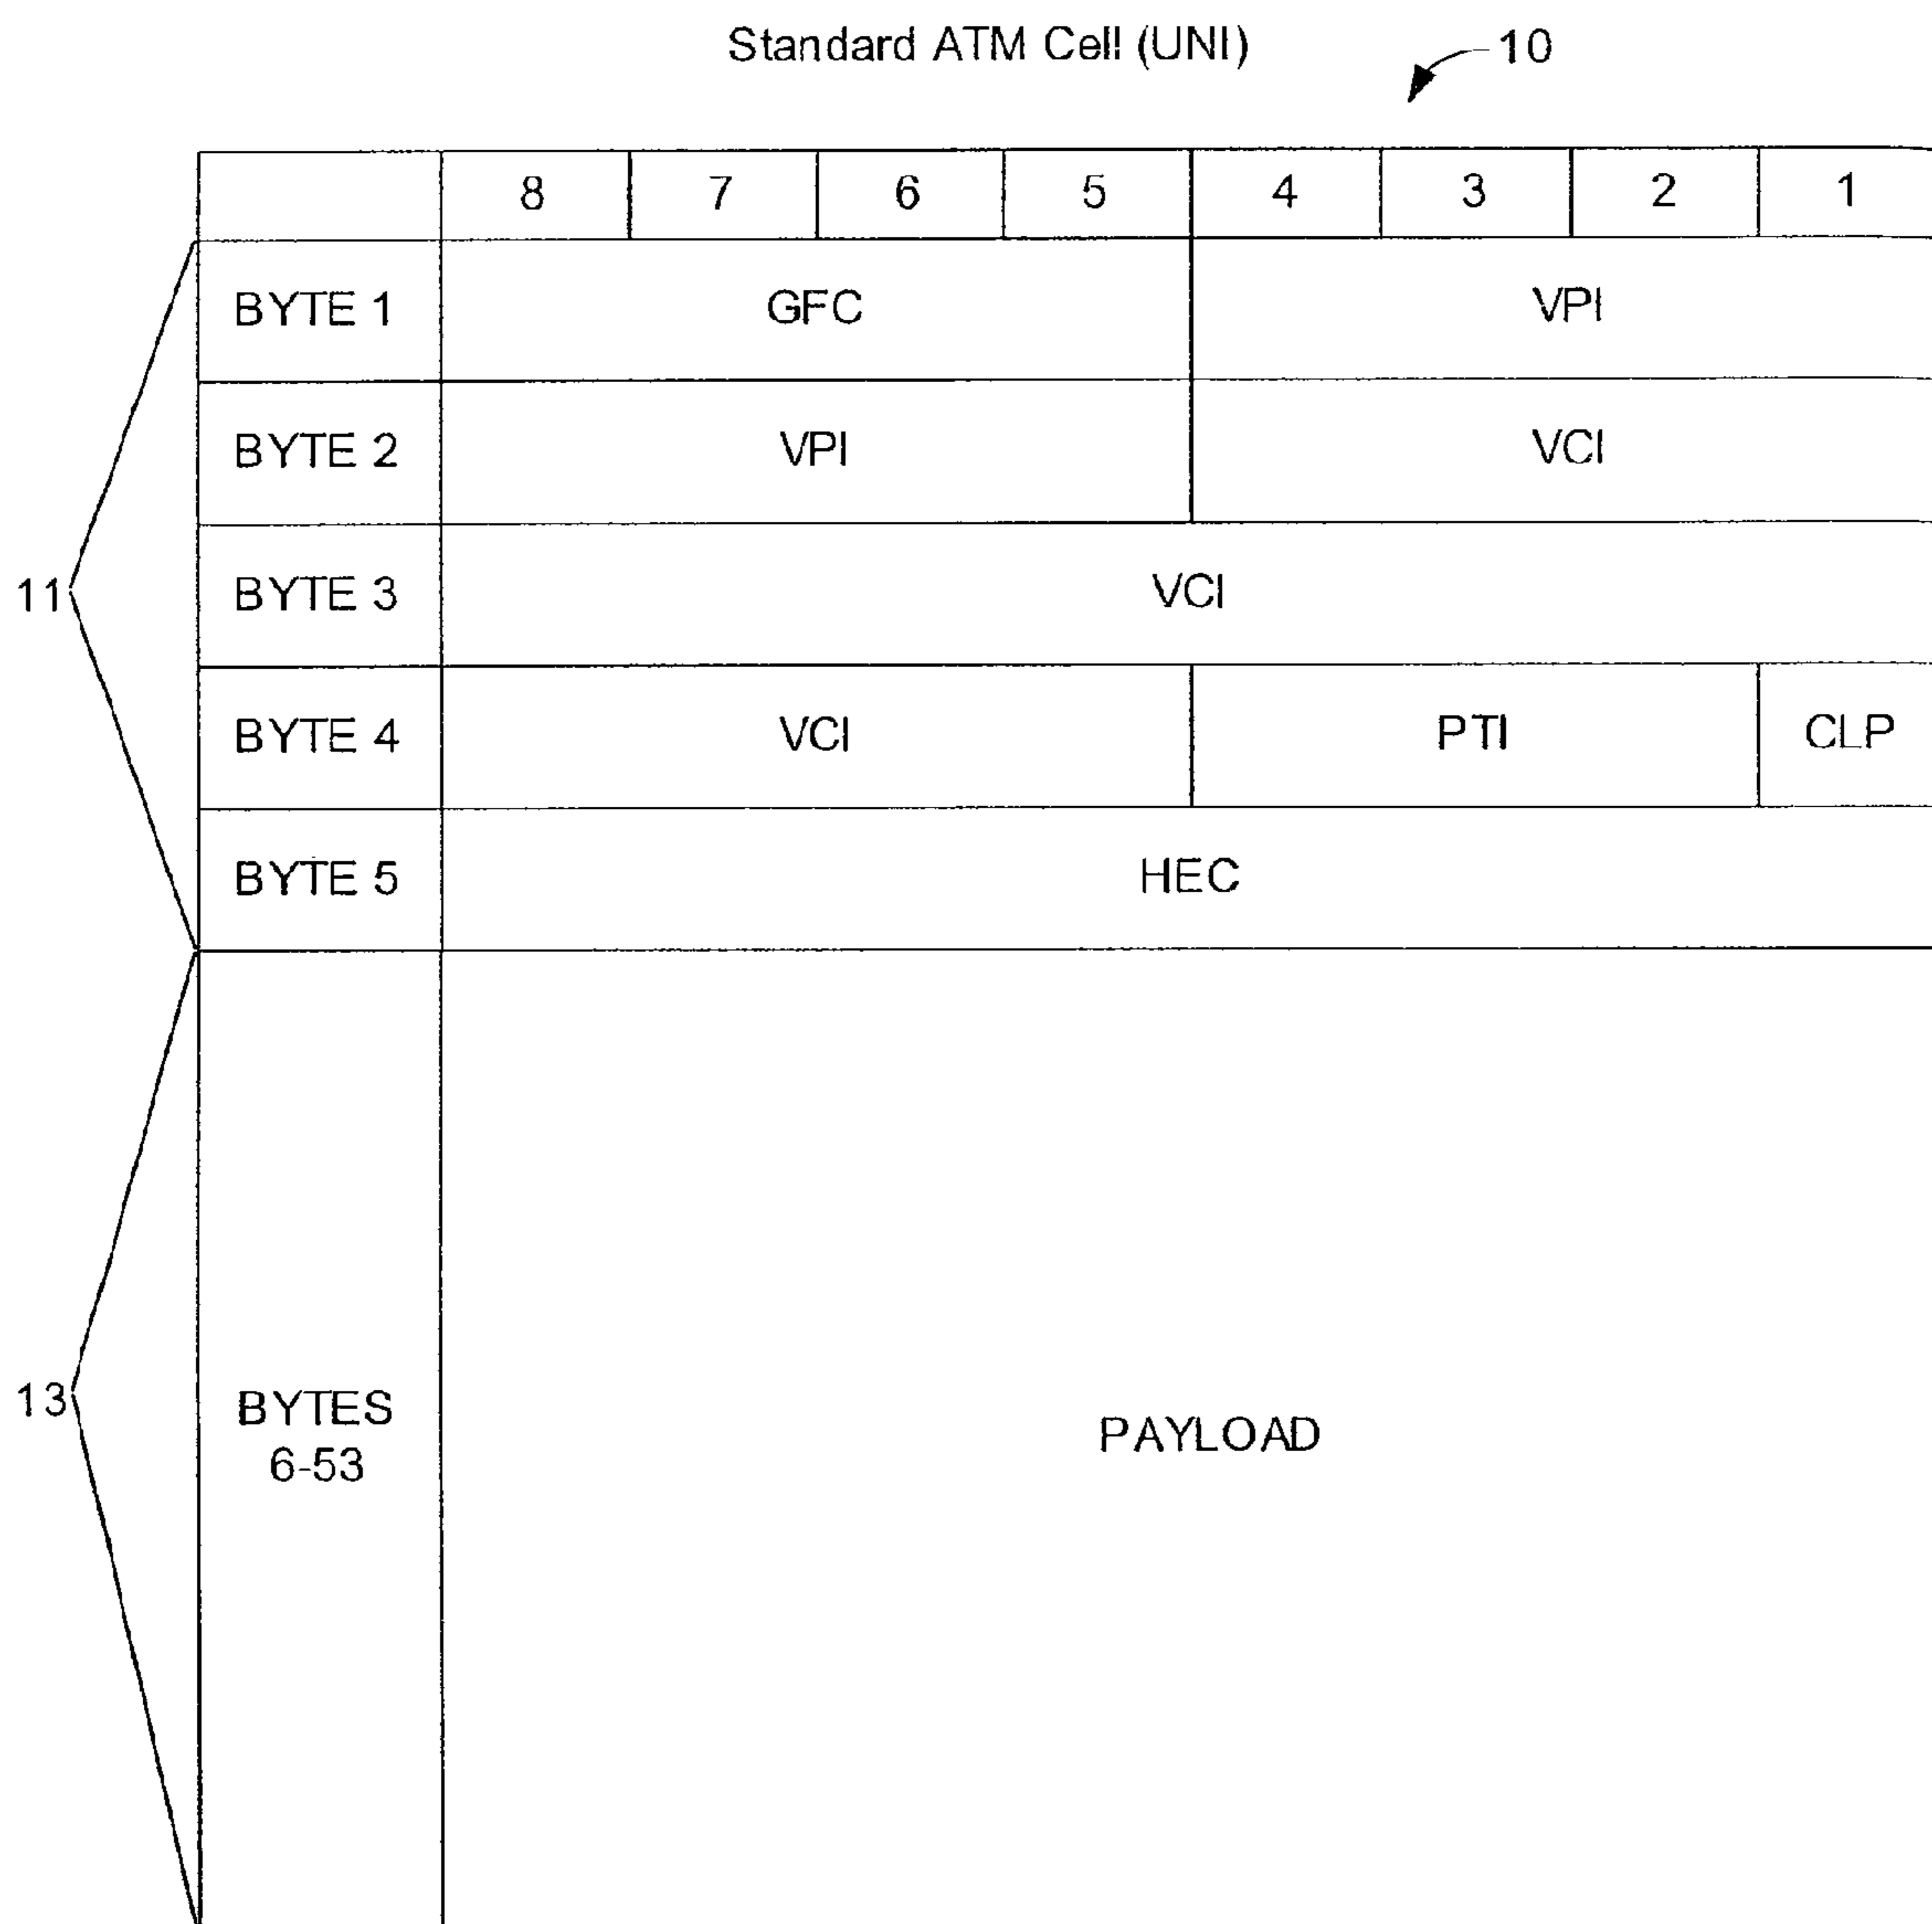 Standard ATM Cell (UNI)
10
8 7 6 5 4 3 2 1
BYTE 1 GFC VPI
BYTE 2 VPI VCI
11 BYTE 3 VCI
BYTE 4 VCI PTI CLP
BYTE 5 HEC
13 BYTES
6-53
PAYLOAD